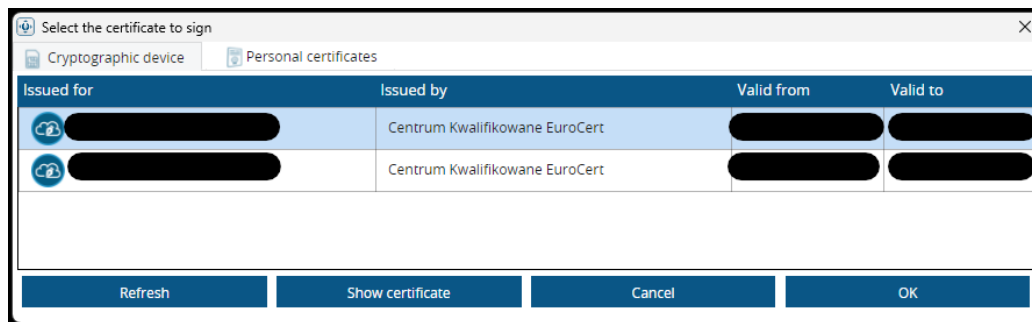 Select the certificate to sign
Cryptographic device Personal certificates
Issued for Issued by Valid from Valid to
Centrum Kwalifikowane EuroCert
Centrum Kwalifikowane EuroCert
Refresh Show certificate Cancel OK